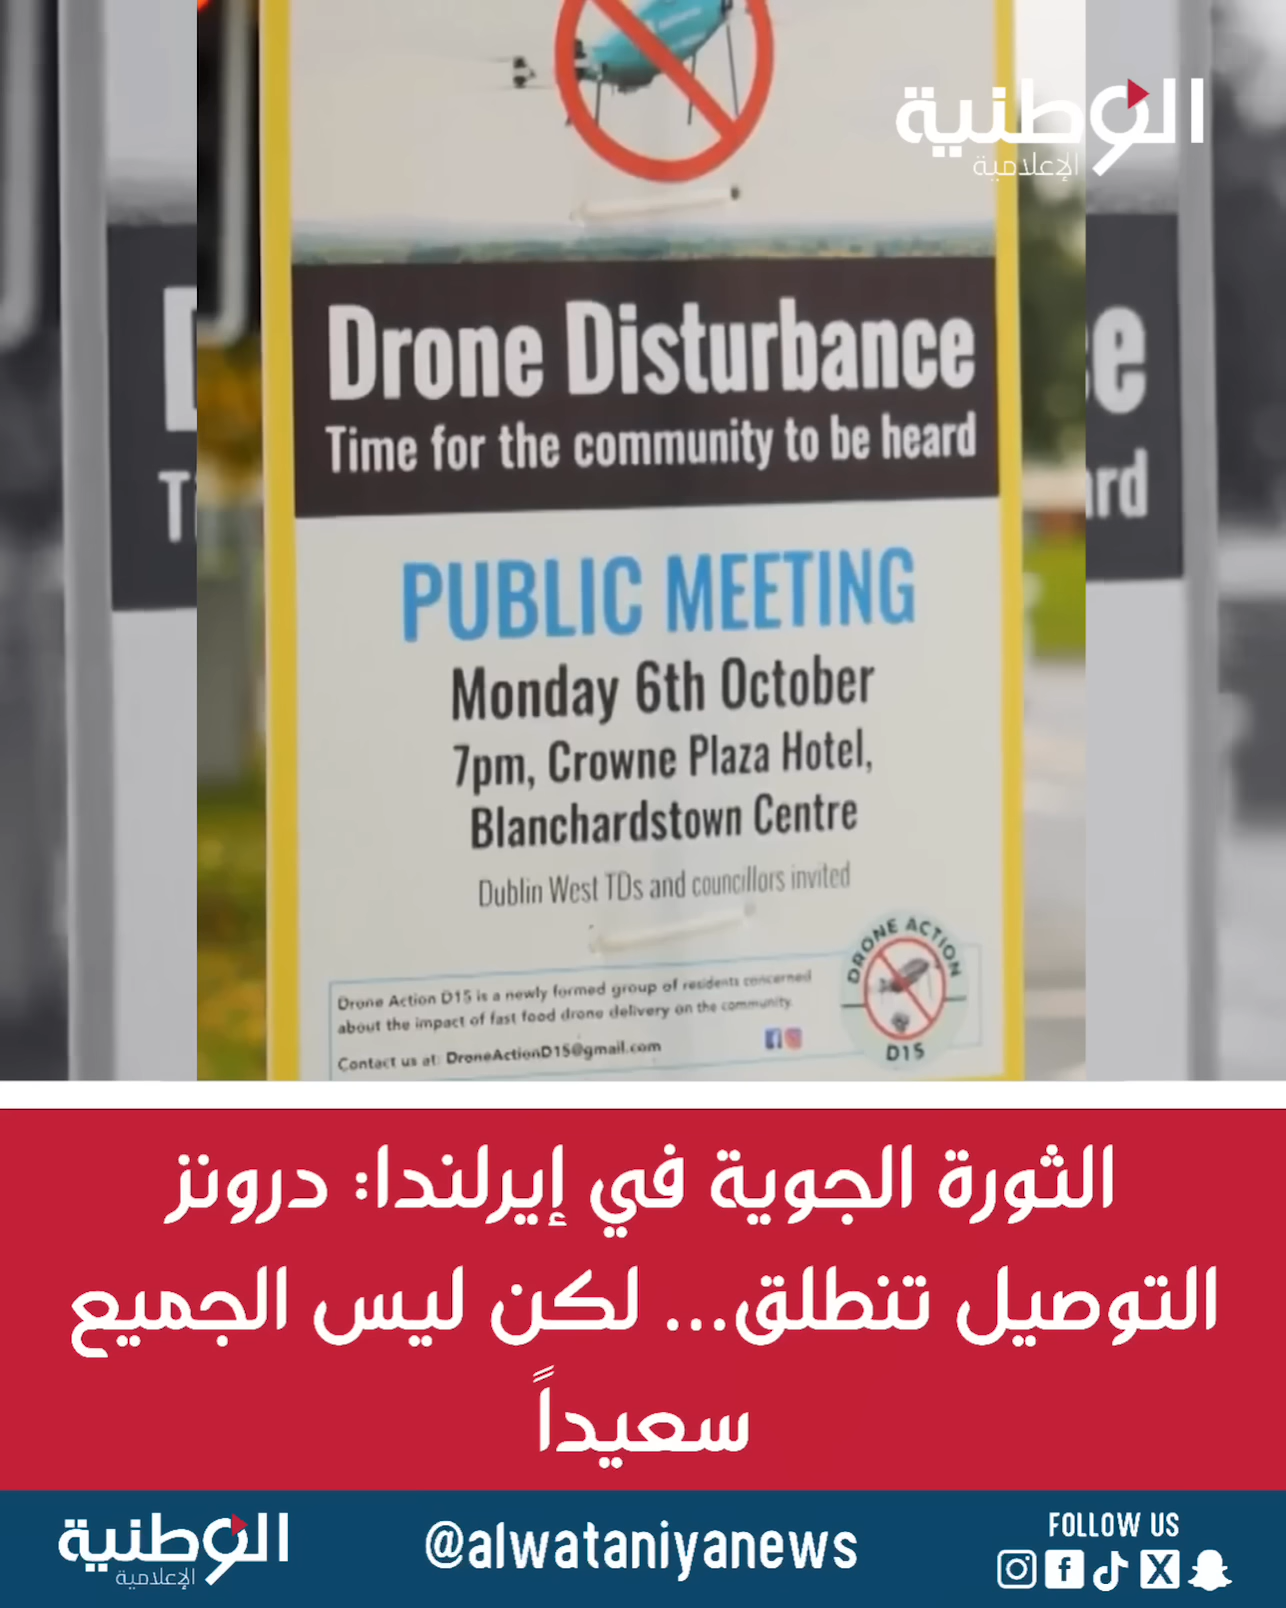 الوطنية
الإعلامية
Drone Disturbance
Time for the community to be heard
PUBLIC MEETING
Monday 6th October
7pm, Crowne Plaza Hotel,
Blanchardstown Centre
Dublin West TDs and councillors invited
Drone Action D15 is a newly formed group of residents concerned
about the impact of fast food drone delivery on the community.
Contact us at: DroneActionD15@gmail.com
DRONE ACTION
D15
الثورة الجوية في إيرلندا: درونز
التوصيل تنطلق... لكن ليس الجميع
سعيداً
الوطنية
الإعلامية
@alwataniyanews
FOLLOW US